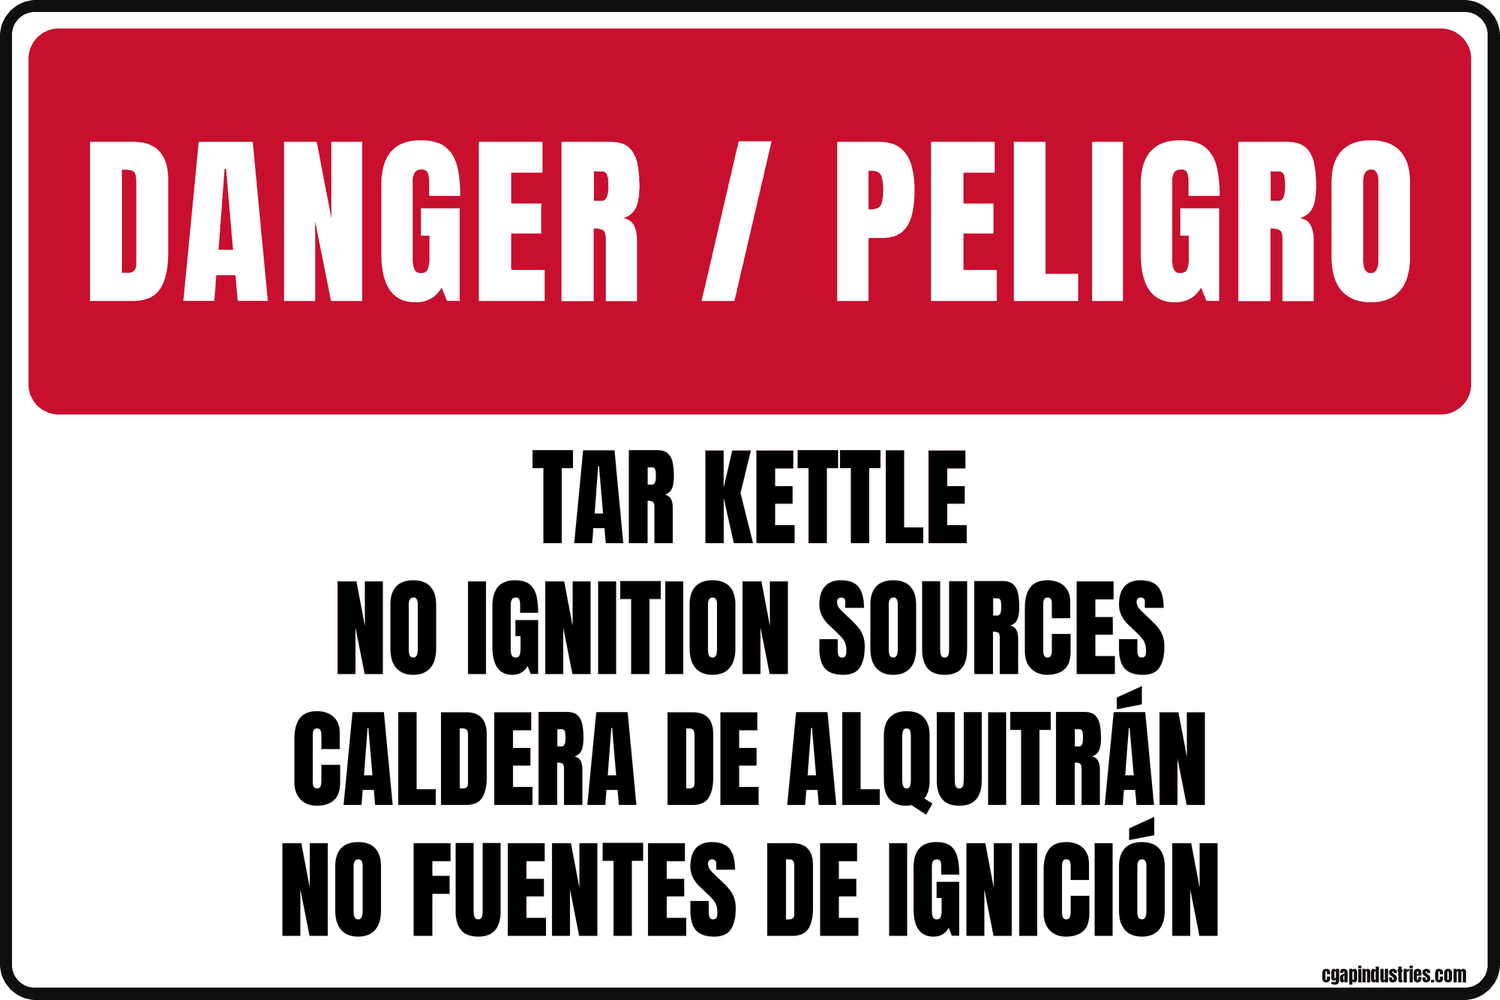 DANGER / PELIGRO
TAR KETTLE
NO IGNITION SOURCES
CALDERA DE ALQUITRÁN
NO FUENTES DE IGNICIÓN
cgapindustries.com